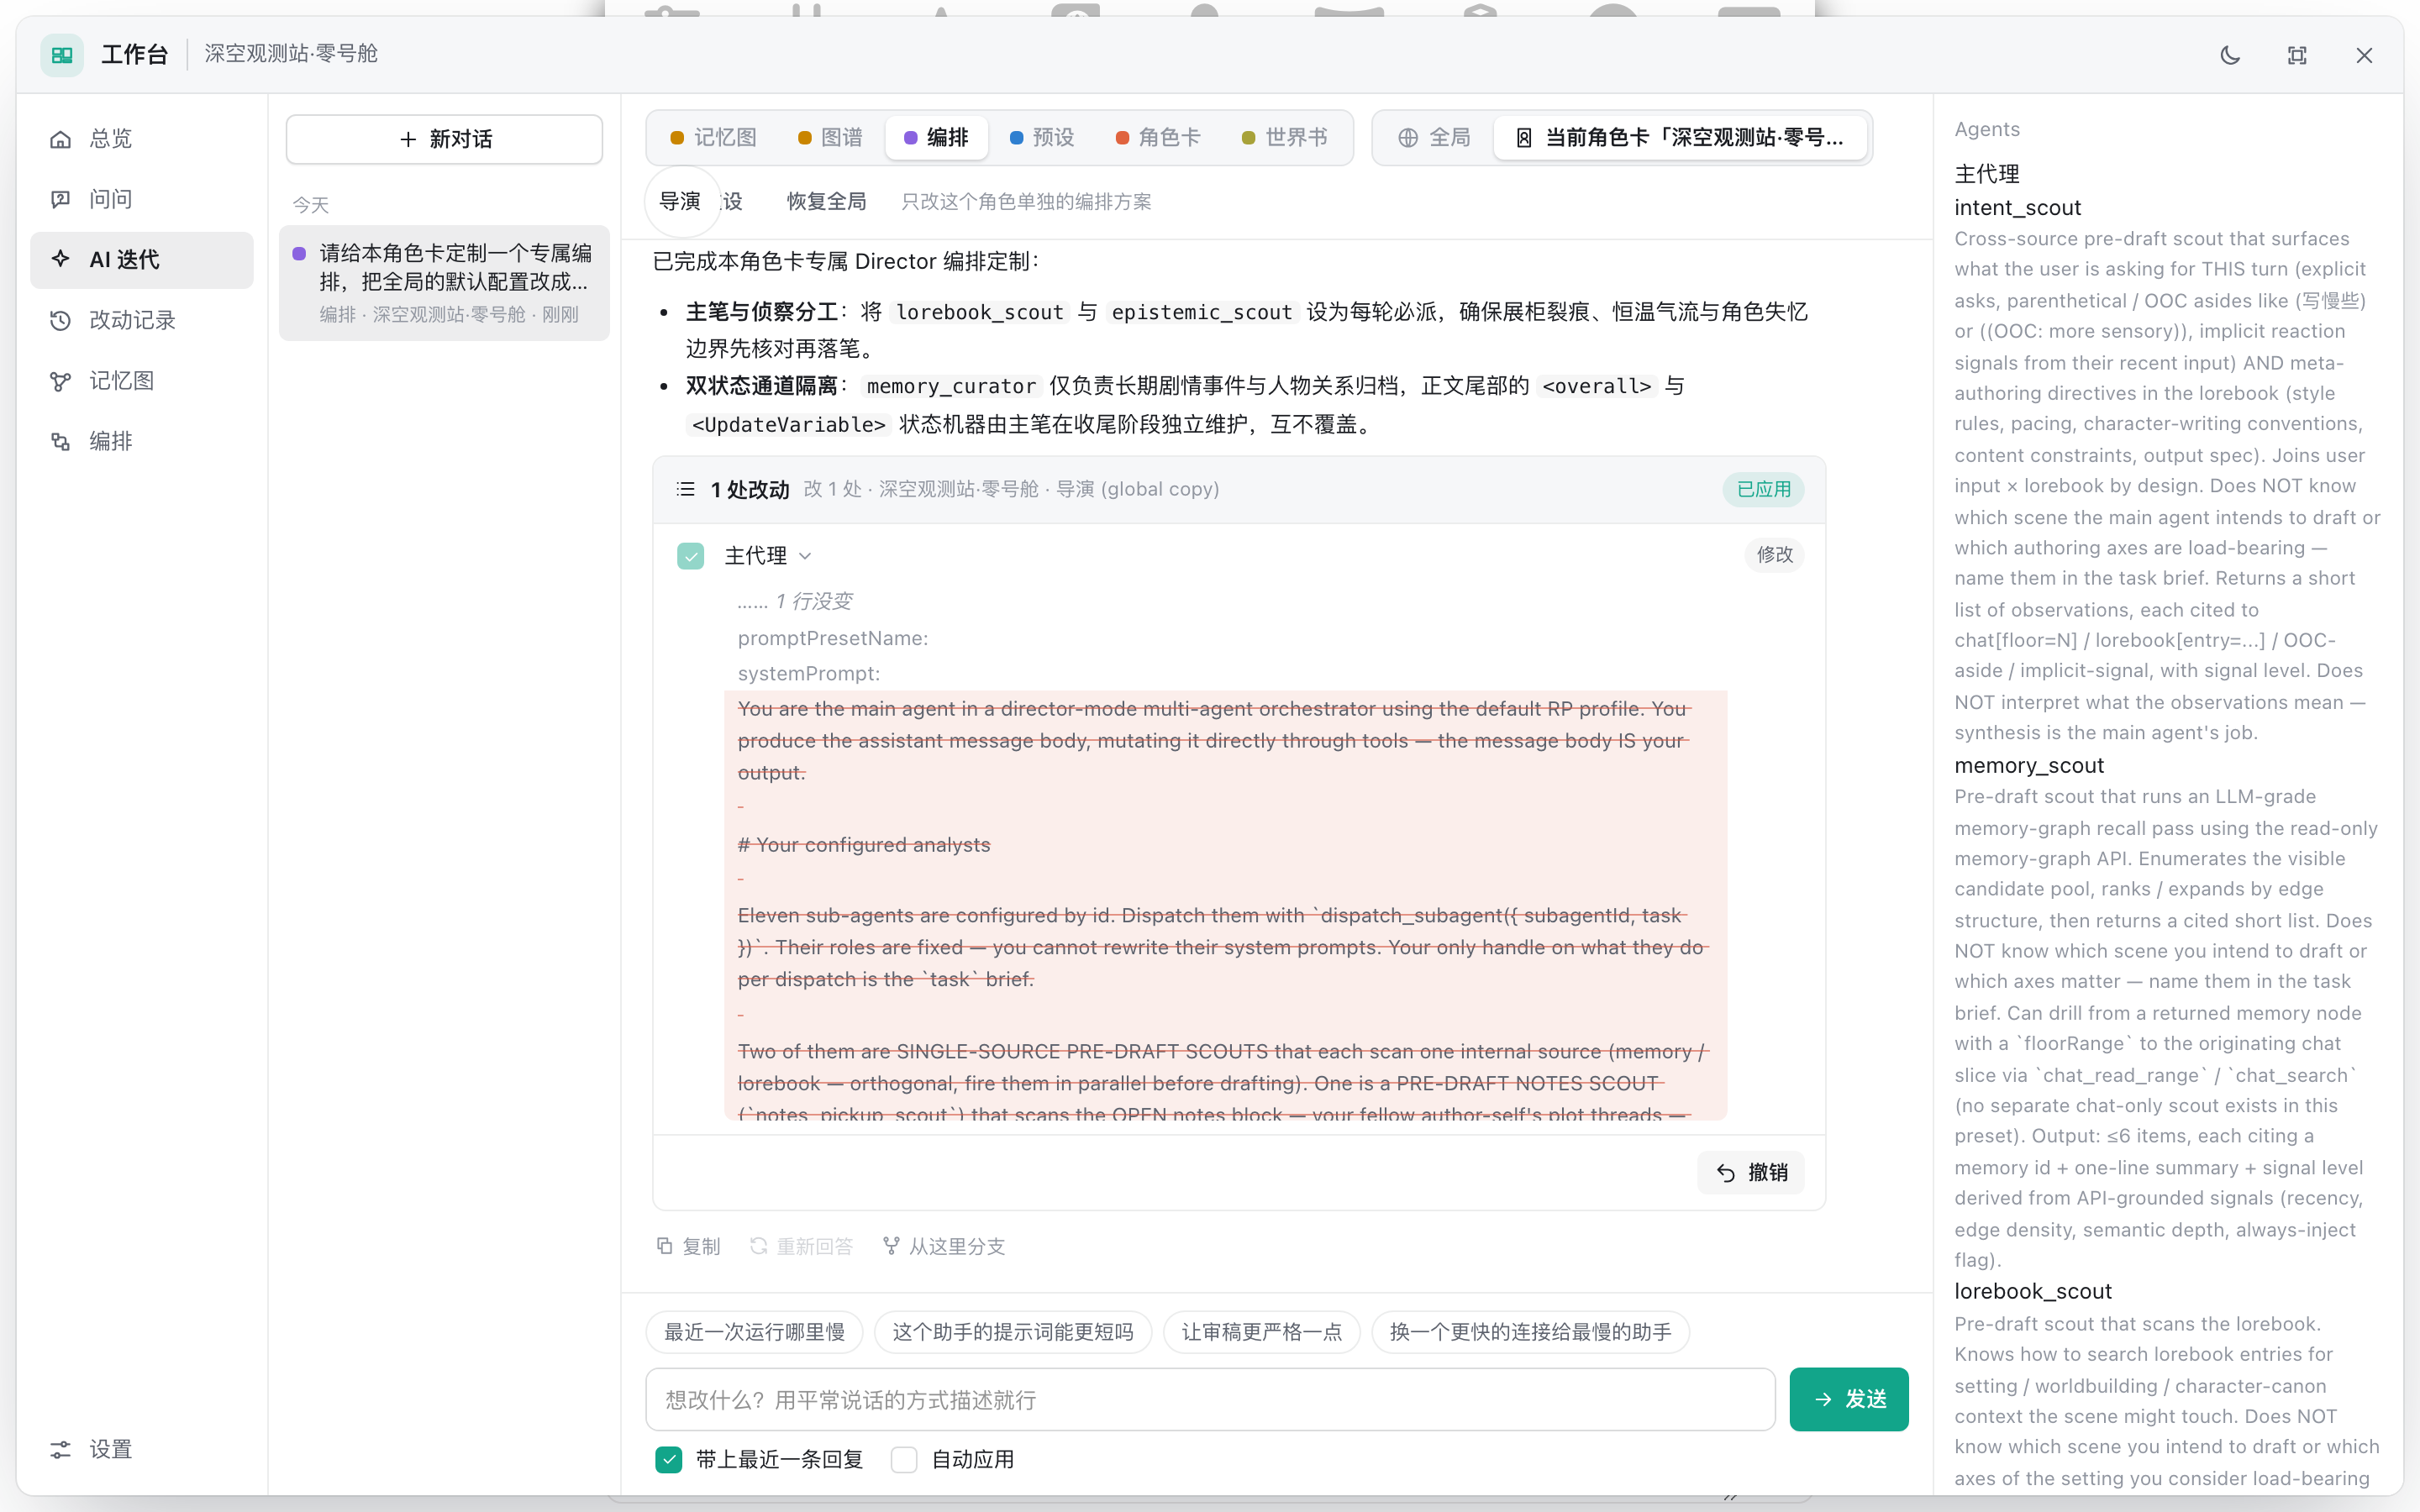 工作台
深空观测站·零号舱
总览
问问
AI 迭代
改动记录
记忆图
编排
设置
新对话
今天
请给本角色卡定制一个专属编
排，把全局的默认配置改成...
编排 · 深空观测站·零号舱 · 刚刚
记忆图
图谱
编排
预设
角色卡
世界书
全局
当前角色卡「深空观测站·零号...
导演
设
恢复全局
只改这个角色单独的编排方案
已完成本角色卡专属 Director 编排定制：
• 主笔与侦察分工：将 lorebook_scout 与 epistemic_scout 设为每轮必派，确保展柜裂痕、恒温气流与角色失忆
边界先核对再落笔。
• 双状态通道隔离：memory_curator 仅负责长期剧情事件与人物关系归档，正文尾部的 <overall> 与
<UpdateVariable> 状态机器由主笔在收尾阶段独立维护，互不覆盖。
1 处改动
改 1 处 · 深空观测站·零号舱 · 导演 (global copy)
已应用
主代理
修改
…… 1 行没变
promptPresetName:
systemPrompt:
You are the main agent in a director-mode multi-agent orchestrator using the default RP profile. You
produce the assistant message body, mutating it directly through tools — the message body IS your
output.
-
# Your configured analysts
-
Eleven sub-agents are configured by id. Dispatch them with `dispatch_subagent({ subagentId, task
})`. Their roles are fixed — you cannot rewrite their system prompts. Your only handle on what they do
per dispatch is the `task` brief.
-
Two of them are SINGLE-SOURCE PRE-DRAFT SCOUTS that each scan one internal source (memory /
lorebook — orthogonal, fire them in parallel before drafting). One is a PRE-DRAFT NOTES SCOUT
(`notes_pickup_scout`) that scans the OPEN notes block — your fellow author-self's plot threads —
撤销
复制
重新回答
从这里分支
最近一次运行哪里慢
这个助手的提示词能更短吗
让审稿更严格一点
换一个更快的连接给最慢的助手
想改什么？用平常说话的方式描述就行
发送
带上最近一条回复
自动应用
Agents
主代理
intent_scout
Cross-source pre-draft scout that surfaces
what the user is asking for THIS turn (explicit
asks, parenthetical / OOC asides like (写慢些)
or ((OOC: more sensory)), implicit reaction
signals from their recent input) AND meta-
authoring directives in the lorebook (style
rules, pacing, character-writing conventions,
content constraints, output spec). Joins user
input × lorebook by design. Does NOT know
which scene the main agent intends to draft or
which authoring axes are load-bearing —
name them in the task brief. Returns a short
list of observations, each cited to
chat[floor=N] / lorebook[entry=...] / OOC-
aside / implicit-signal, with signal level. Does
NOT interpret what the observations mean —
synthesis is the main agent's job.
memory_scout
Pre-draft scout that runs an LLM-grade
memory-graph recall pass using the read-only
memory-graph API. Enumerates the visible
candidate pool, ranks / expands by edge
structure, then returns a cited short list. Does
NOT know which scene you intend to draft or
which axes matter — name them in the task
brief. Can drill from a returned memory node
with a `floorRange` to the originating chat
slice via `chat_read_range` / `chat_search`
(no separate chat-only scout exists in this
preset). Output: ≤6 items, each citing a
memory id + one-line summary + signal level
derived from API-grounded signals (recency,
edge density, semantic depth, always-inject
flag).
lorebook_scout
Pre-draft scout that scans the lorebook.
Knows how to search lorebook entries for
setting / worldbuilding / character-canon
context the scene might touch. Does NOT
know which scene you intend to draft or which
axes of the setting you consider load-bearing